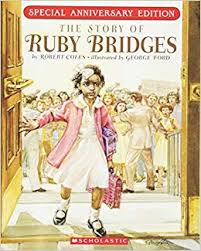 SPECIAL ANNIVERSARY EDITION
THE STORY OF
RUBY BRIDGES
by ROBERT COLES • illustrated by GEORGE FORD
SCHOLASTIC